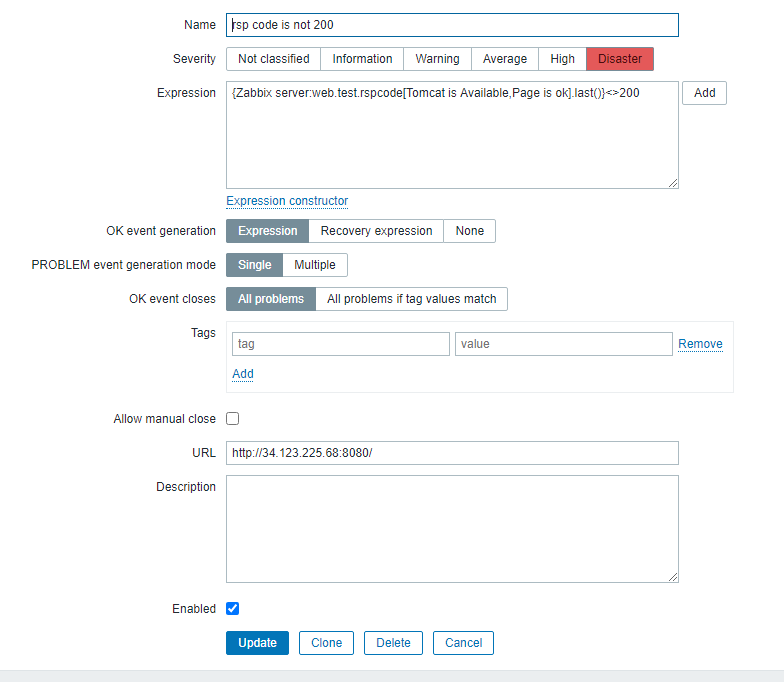 Name rsp code is not 200
Severity Not classified Information Warning Average High Disaster
Expression {Zabbix server:web.test.rspcode[Tomcat is Available,Page is ok].last()}<>200 Add
Expression constructor
OK event generation Expression Recovery expression None
PROBLEM event generation mode Single Multiple
OK event closes All problems All problems if tag values match
Tags
tag value Remove
Add
Allow manual close
URL http://34.123.225.68:8080/
Description
Enabled
Update Clone Delete Cancel